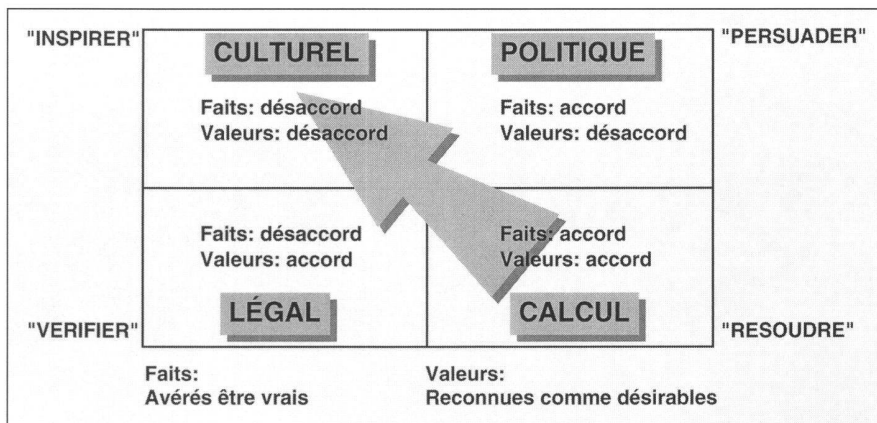 "INSPIRER"
CULTUREL
POLITIQUE
"PERSUADER"
Faits: désaccord
Valeurs: désaccord
Faits: accord
Valeurs: désaccord
Faits: désaccord
Valeurs: accord
Faits: accord
Valeurs: accord
"VERIFIER"
LÉGAL
CALCUL
"RESOUDRE"
Faits:
Avérés être vrais
Valeurs:
Reconnues comme désirables